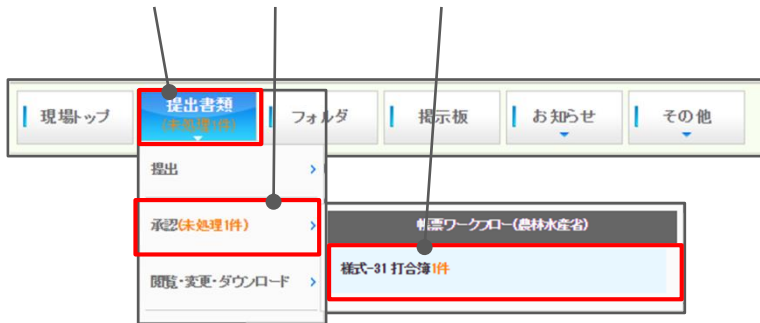 現場トップ
提出書類
(未処理1件)
フォルダ
掲示板
お知らせ
その他
提出
承認(未処理1件)
帳票ワークフロー(農林水産省)
様式-31 打合簿1件
閲覧・変更・ダウンロード